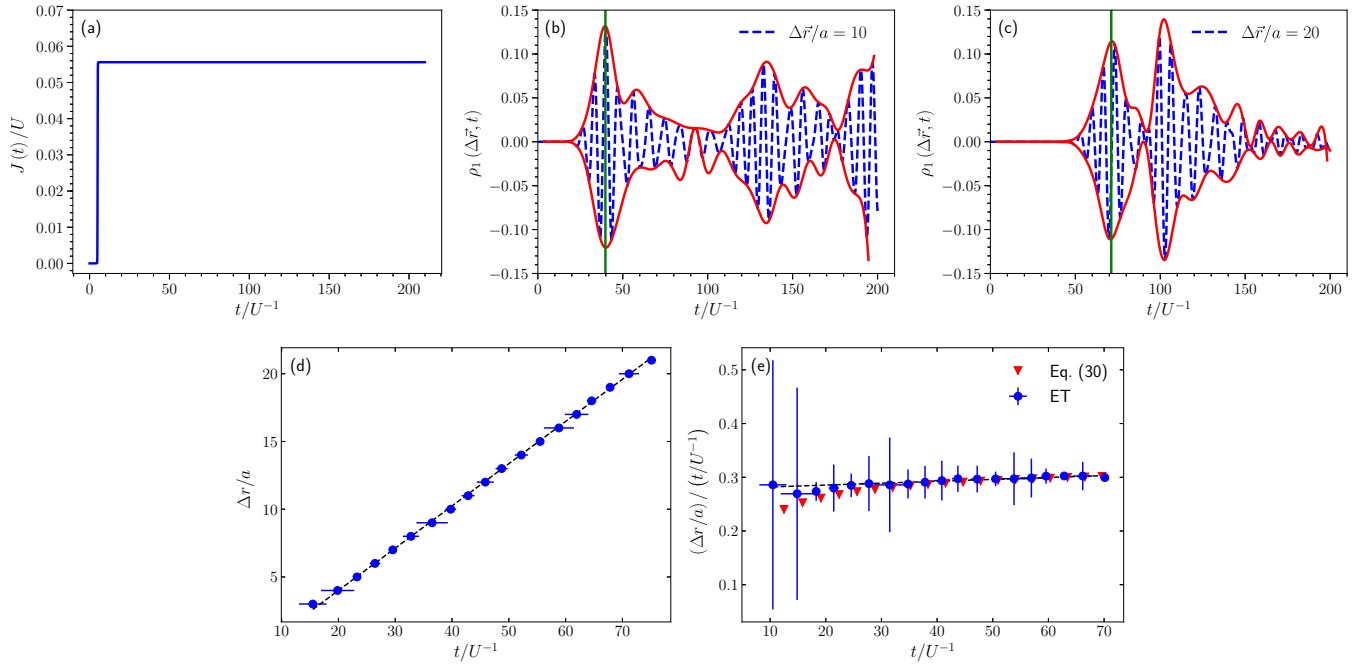 (a)
J (t) /U
0.07
0.06
0.05
0.04
0.03
0.02
0.01
0.00
0 50 100 150 200
t/U⁻¹
(b)
Δr⃗/a = 10
ρ₁ (Δr⃗, t)
0.15
0.10
0.05
0.00
−0.05
−0.10
−0.15
0 50 100 150 200
t/U⁻¹
(c)
Δr⃗/a = 20
ρ₁ (Δr⃗, t)
0.15
0.10
0.05
0.00
−0.05
−0.10
−0.15
0 50 100 150 200
t/U⁻¹
(d)
Δr/a
20
15
10
5
10 20 30 40 50 60 70
t/U⁻¹
(e)
Eq. (30)
ET
(Δr/a) / (t/U⁻¹)
0.5
0.4
0.3
0.2
0.1
10 20 30 40 50 60 70
t/U⁻¹